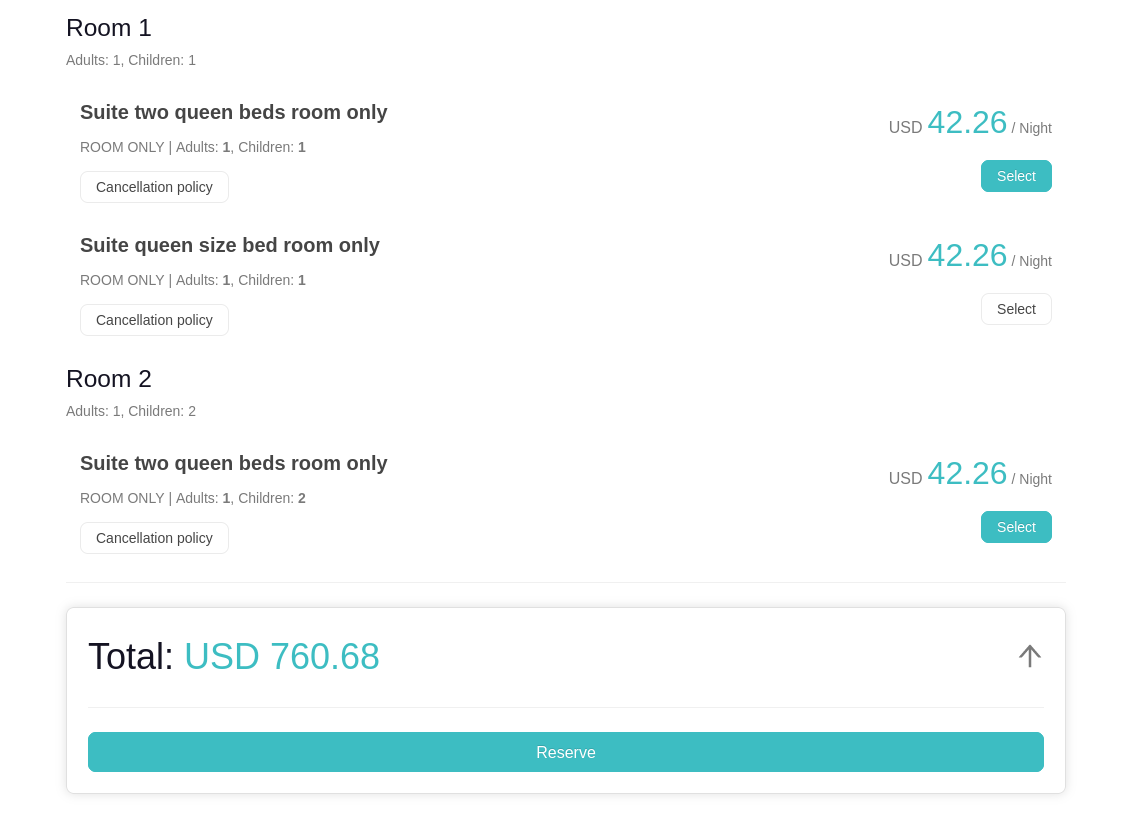 Room 1
Adults: 1, Children: 1
Suite two queen beds room only
USD 42.26 / Night
ROOM ONLY | Adults: 1, Children: 1
Cancellation policy
Select
Suite queen size bed room only
USD 42.26 / Night
ROOM ONLY | Adults: 1, Children: 1
Cancellation policy
Select
Room 2
Adults: 1, Children: 2
Suite two queen beds room only
USD 42.26 / Night
ROOM ONLY | Adults: 1, Children: 2
Cancellation policy
Select
Total: USD 760.68
Reserve